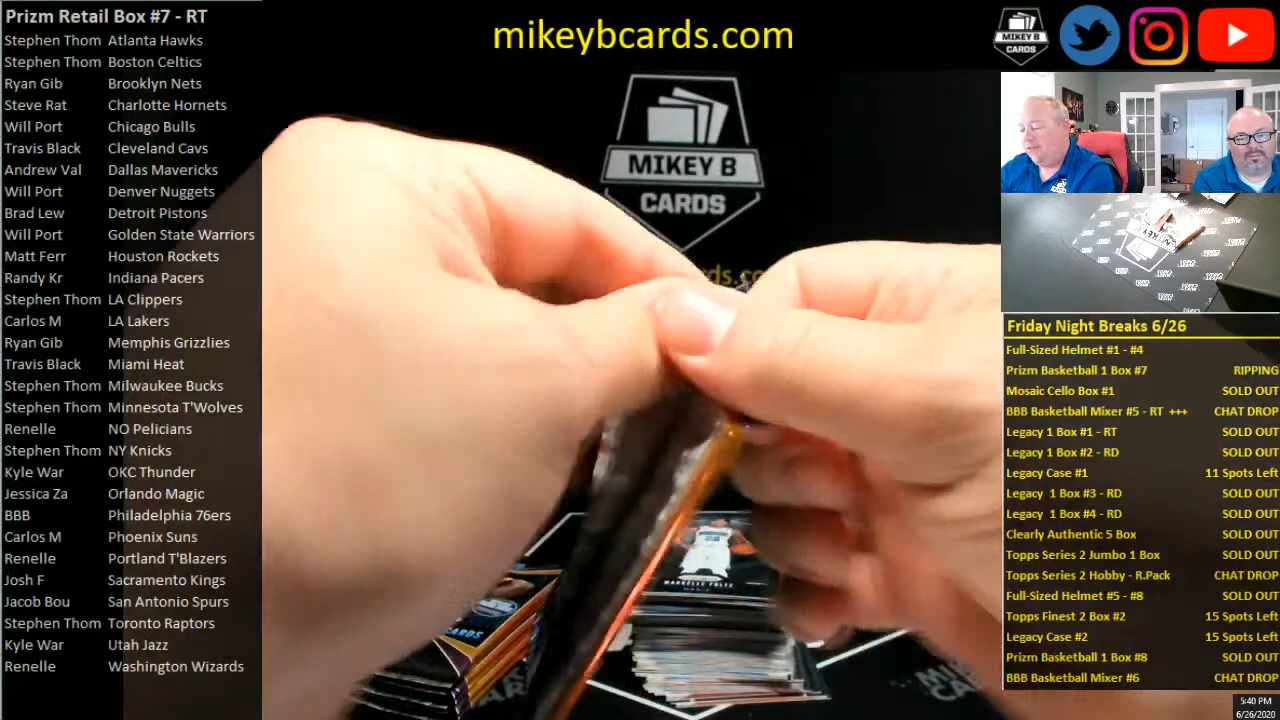 Prizm Retail Box #7 - RT
Stephen Thom Atlanta Hawks
Stephen Thom Boston Celtics
Ryan Gib Brooklyn Nets
Steve Rat Charlotte Hornets
Will Port Chicago Bulls
Travis Black Cleveland Cavs
Andrew Val Dallas Mavericks
Will Port Denver Nuggets
Brad Lew Detroit Pistons
Will Port Golden State Warriors
Matt Ferr Houston Rockets
Randy Kr Indiana Pacers
Stephen Thom LA Clippers
Carlos M LA Lakers
Ryan Gib Memphis Grizzlies
Travis Black Miami Heat
Stephen Thom Milwaukee Bucks
Stephen Thom Minnesota T'Wolves
Renelle NO Pelicians
Stephen Thom NY Knicks
Kyle War OKC Thunder
Jessica Za Orlando Magic
BBB Philadelphia 76ers
Carlos M Phoenix Suns
Renelle Portland T'Blazers
Josh F Sacramento Kings
Jacob Bou San Antonio Spurs
Stephen Thom Toronto Raptors
Kyle War Utah Jazz
Renelle Washington Wizards
mikeybcards.com
MIKEY B
CARDS
ds.co
MARKELLE FULTZ
CARDS
MIKEY B
CARDS
MIKEY B
Friday Night Breaks 6/26
Full-Sized Helmet #1 - #4
Prizm Basketball 1 Box #7 RIPPING
Mosaic Cello Box #1 SOLD OUT
BBB Basketball Mixer #5 - RT +++ CHAT DROP
Legacy 1 Box #1 - RT SOLD OUT
Legacy 1 Box #2 - RD SOLD OUT
Legacy Case #1 11 Spots Left
Legacy 1 Box #3 - RD SOLD OUT
Legacy 1 Box #4 - RD SOLD OUT
Clearly Authentic 5 Box SOLD OUT
Topps Series 2 Jumbo 1 Box SOLD OUT
Topps Series 2 Hobby - R.Pack CHAT DROP
Full-Sized Helmet #5 - #8 SOLD OUT
Topps Finest 2 Box #2 15 Spots Left
Legacy Case #2 15 Spots Left
Prizm Basketball 1 Box #8 SOLD OUT
BBB Basketball Mixer #6 CHAT DROP
5:40 PM
6/26/2020